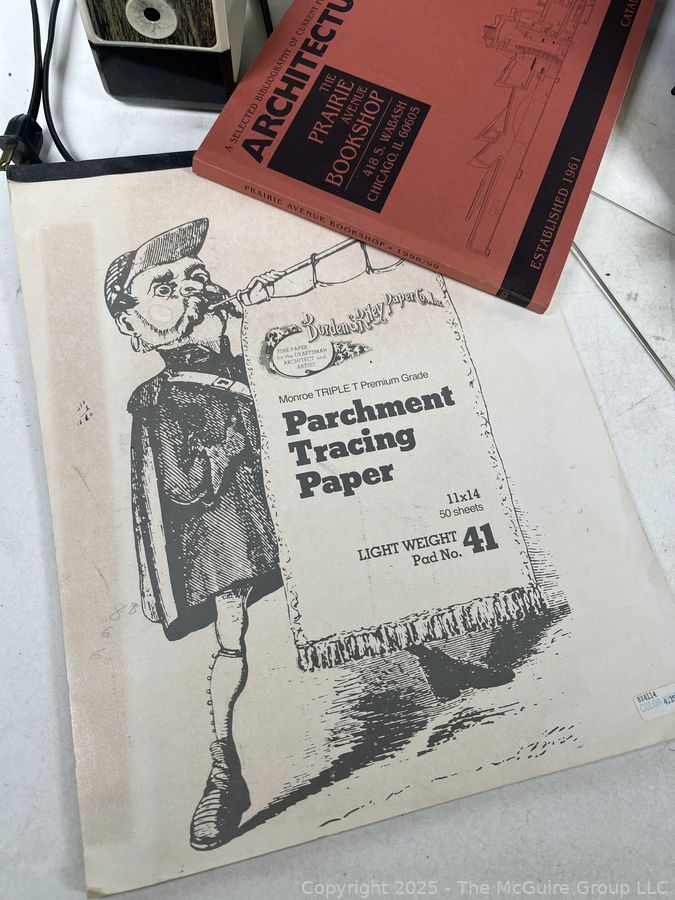 A SELECTED BIBLIOGRAPHY OF CURRENT
ARCHITECTU
THE
PRAIRIE
AVENUE
BOOKSHOP
418 S. WABASH
CHICAGO, IL 60605
CATA
ESTABLISHED 1961
PRAIRIE AVENUE BOOKSHOP • 1998/99
Borden & Riley Paper Co., Inc.
FINE PAPER
for the DRAFTSMAN
ARCHITECT and
ARTIST
Monroe TRIPLE T Premium Grade
Parchment
Tracing
Paper
11x14
50 sheets
LIGHT WEIGHT
Pad No. 41
COLOR
Copyright 2025 - The McGuire Group LLC